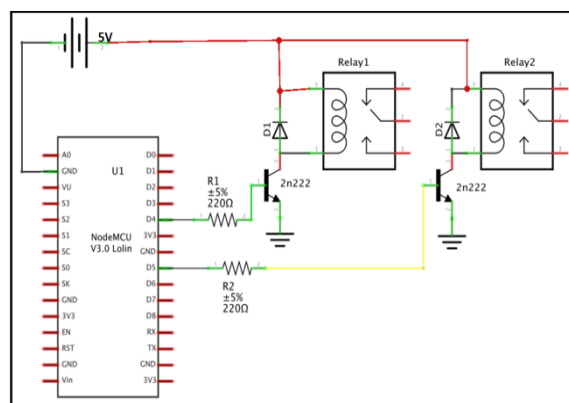 5V
Relay1
Relay2
D1
D2
2n222
2n222
U1
NodeMCU
V3.0 Lolin
A0
GND
VU
S3
S2
S1
SC
S0
SK
GND
3V3
EN
RST
GND
Vin
D0
D1
D2
D3
D4
3V3
GND
D5
D6
D7
D8
RX
TX
GND
3V3
R1
±5%
220Ω
R2
±5%
220Ω